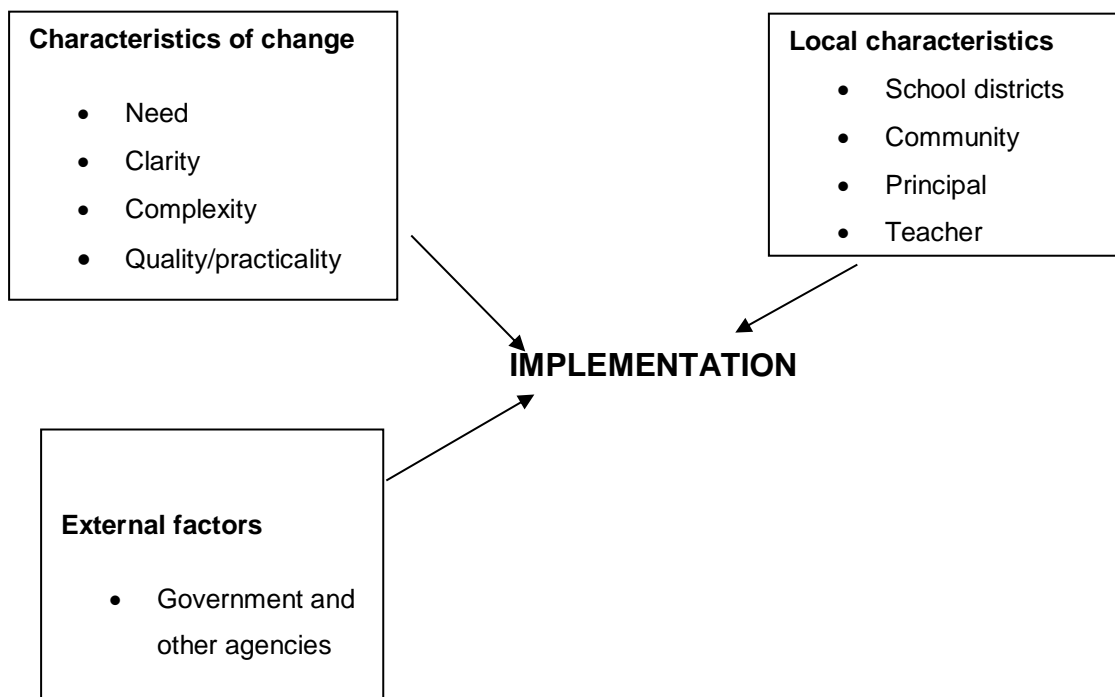 Characteristics of change
• Need
• Clarity
• Complexity
• Quality/practicality
Local characteristics
• School districts
• Community
• Principal
• Teacher
IMPLEMENTATION
External factors
• Government and
other agencies